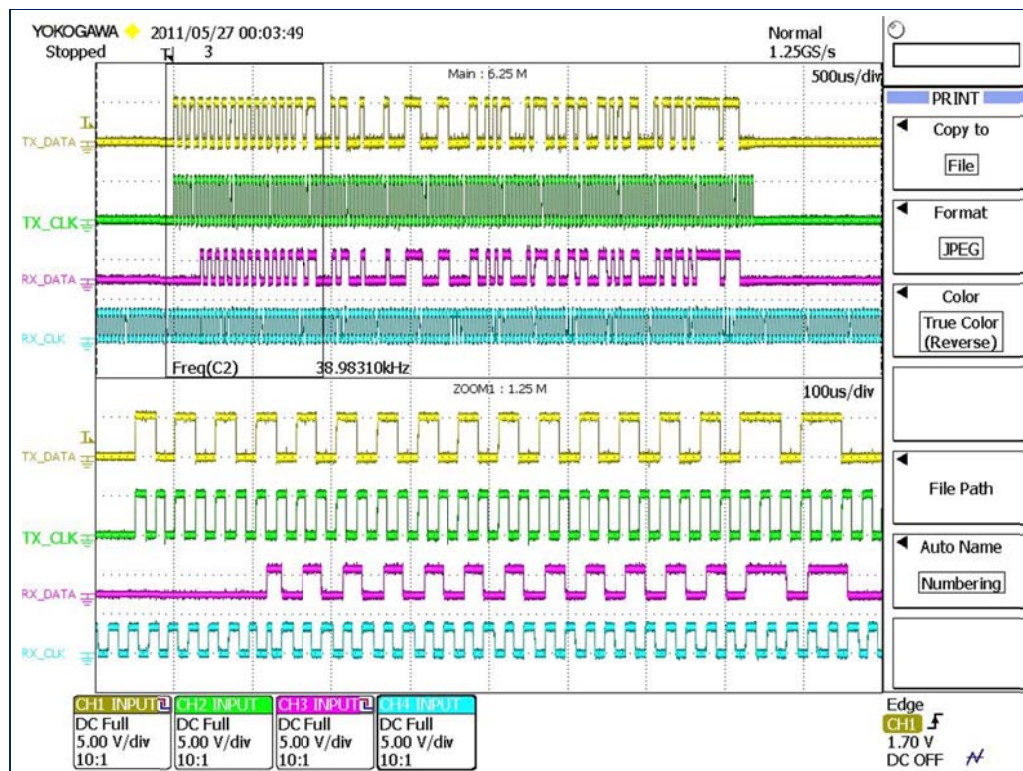 YOKOGAWA 2011/05/27 00:03:49
Stopped 3
Normal
1.25GS/s
Main : 6.25 M
500us/div
TX_DATA
TX_CLK
RX_DATA
RX_CLK
Freq(C2) 38.98310kHz
ZOOM1 : 1.25 M
100us/div
TX_DATA
TX_CLK
RX_DATA
RX_CLK
CH1 INPUT
DC Full
5.00 V/div
10:1
CH2 INPUT
DC Full
5.00 V/div
10:1
CH3 INPUT
DC Full
5.00 V/div
10:1
CH4 INPUT
DC Full
5.00 V/div
10:1
Edge
CH1
1.70 V
DC OFF
PRINT
Copy to
File
Format
JPEG
Color
True Color
(Reverse)
File Path
Auto Name
Numbering